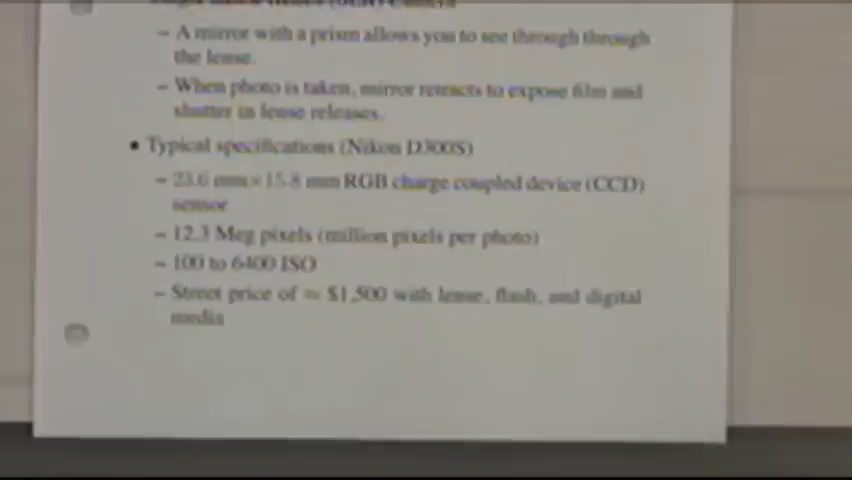 (SLR) Camera
– A mirror with a prism allows you to see through through
the lense.
– When photo is taken, mirror retracts to expose film and
shutter in lense releases.
• Typical specifications (Nikon D300S)
– 23.6 mm × 15.8 mm RGB charge coupled device (CCD)
sensor
– 12.3 Meg pixels (million pixels per photo)
– 100 to 6400 ISO
– Street price of ≈ $1,500 with lense, flash, and digital
media